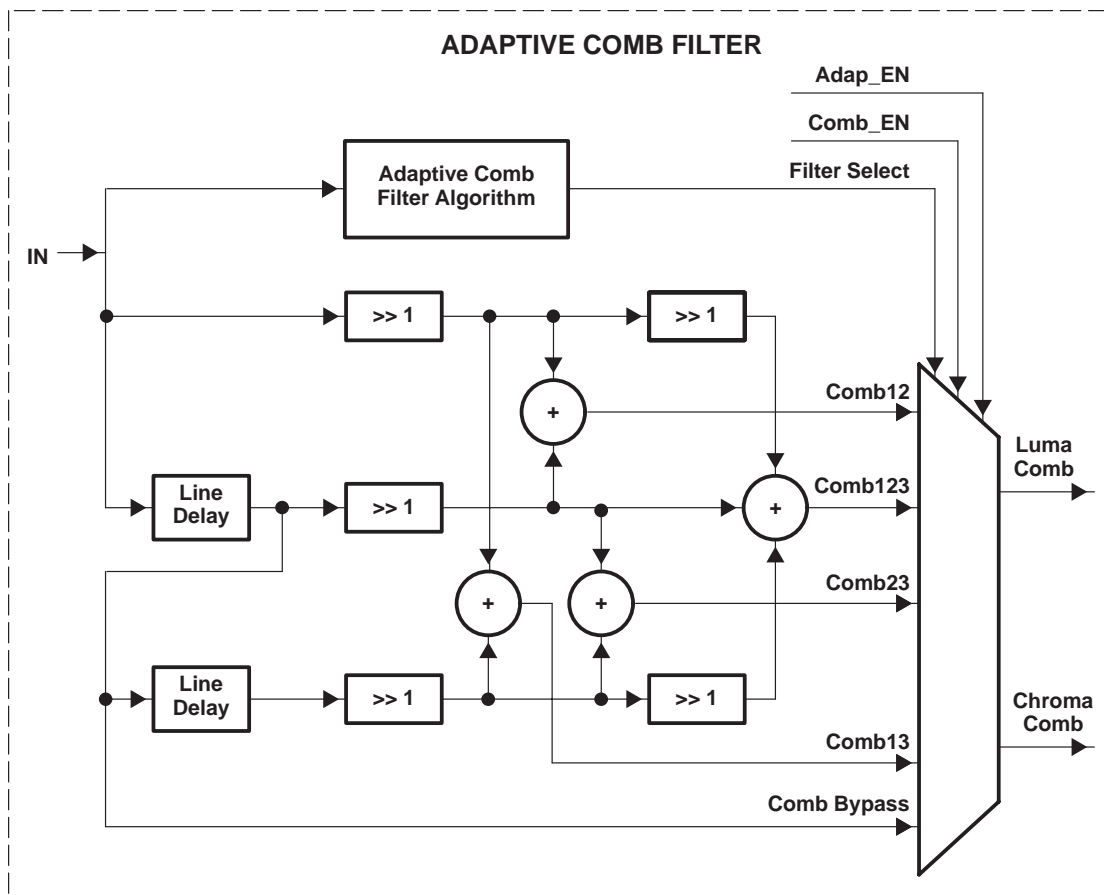 ADAPTIVE COMB FILTER
Adap_EN
Comb_EN
Filter Select
Adaptive Comb
Filter Algorithm
IN
>> 1
>> 1
+
Comb12
Luma
Comb
Line
Delay
>> 1
+
Comb123
+
+
Comb23
Line
Delay
>> 1
>> 1
Chroma
Comb
Comb13
Comb Bypass